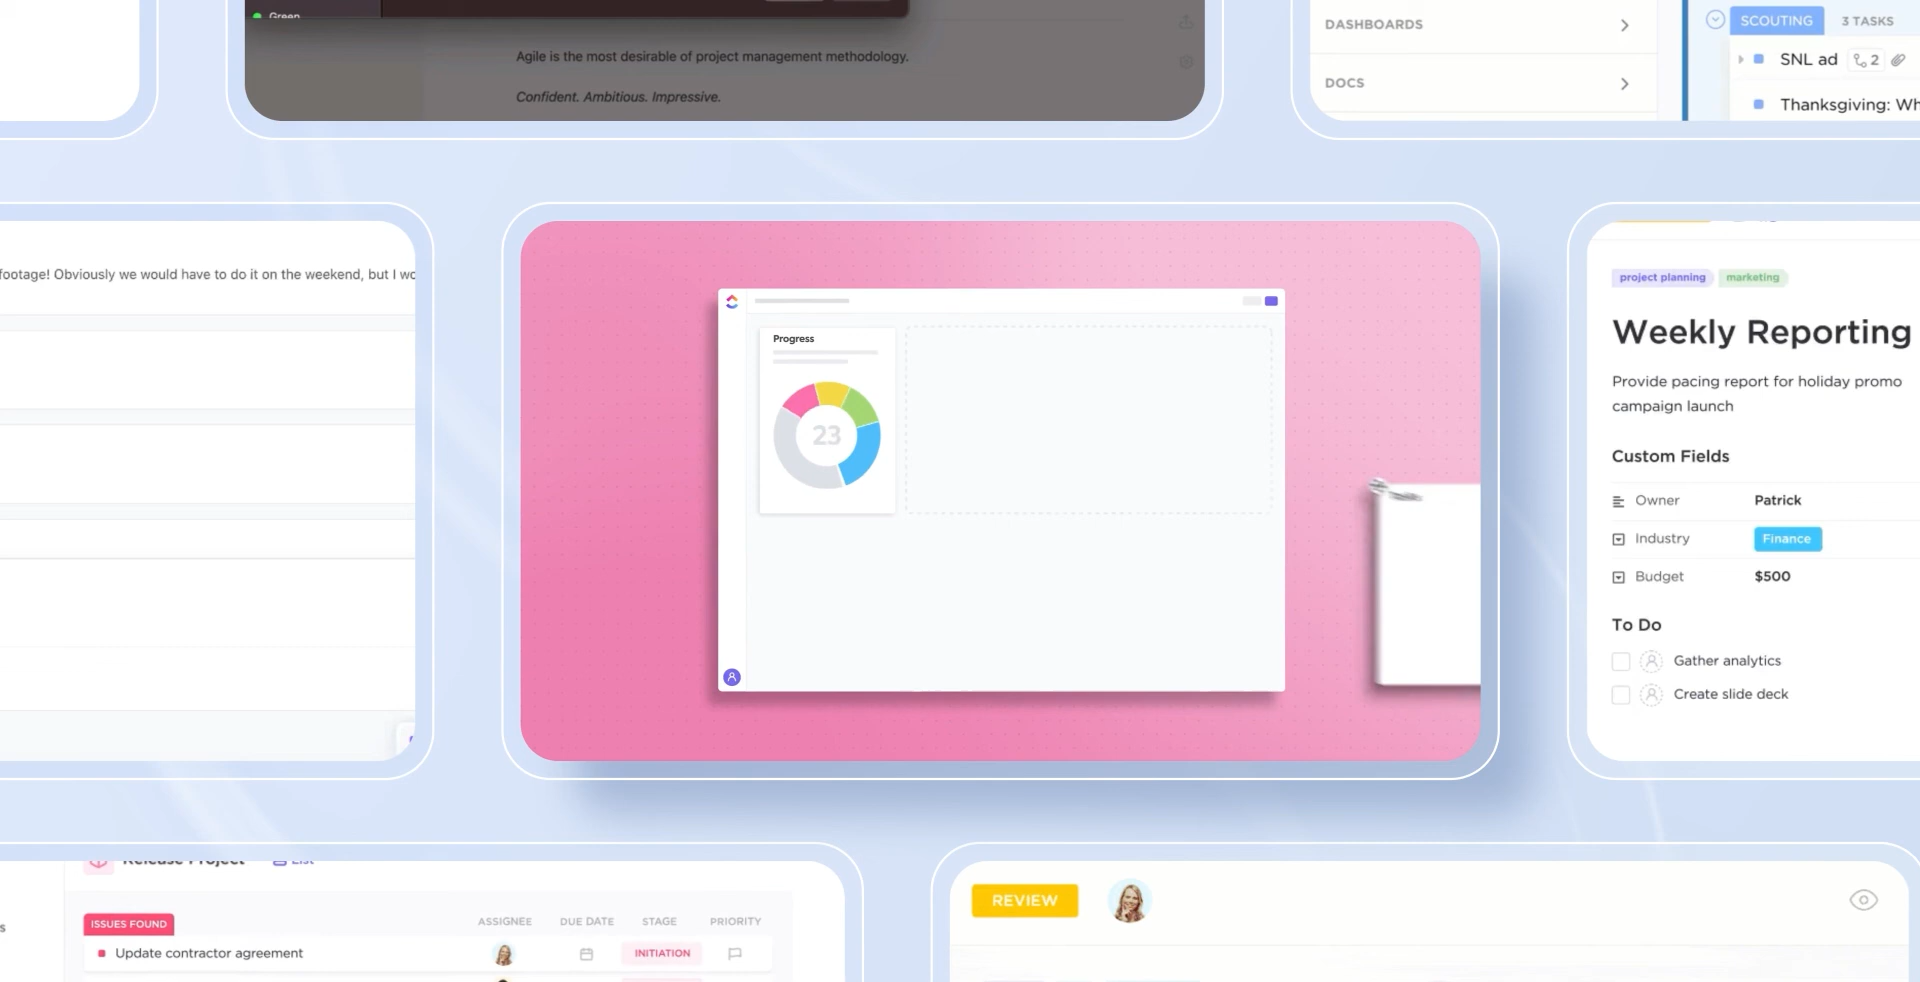 Green
Agile is the most desirable of project management methodology.
Confident. Ambitious. Impressive.
DASHBOARDS
DOCS
SCOUTING
3 TASKS
SNL ad
2
Thanksgiving: Wh
footage! Obviously we would have to do it on the weekend, but I wo
Progress
23
project planning
marketing
Weekly Reporting
Provide pacing report for holiday promo
campaign launch
Custom Fields
Owner Patrick
Industry Finance
Budget $500
To Do
Gather analytics
Create slide deck
Release Project
List
ISSUES FOUND ASSIGNEE DUE DATE STAGE PRIORITY
Update contractor agreement INITIATION
s
REVIEW